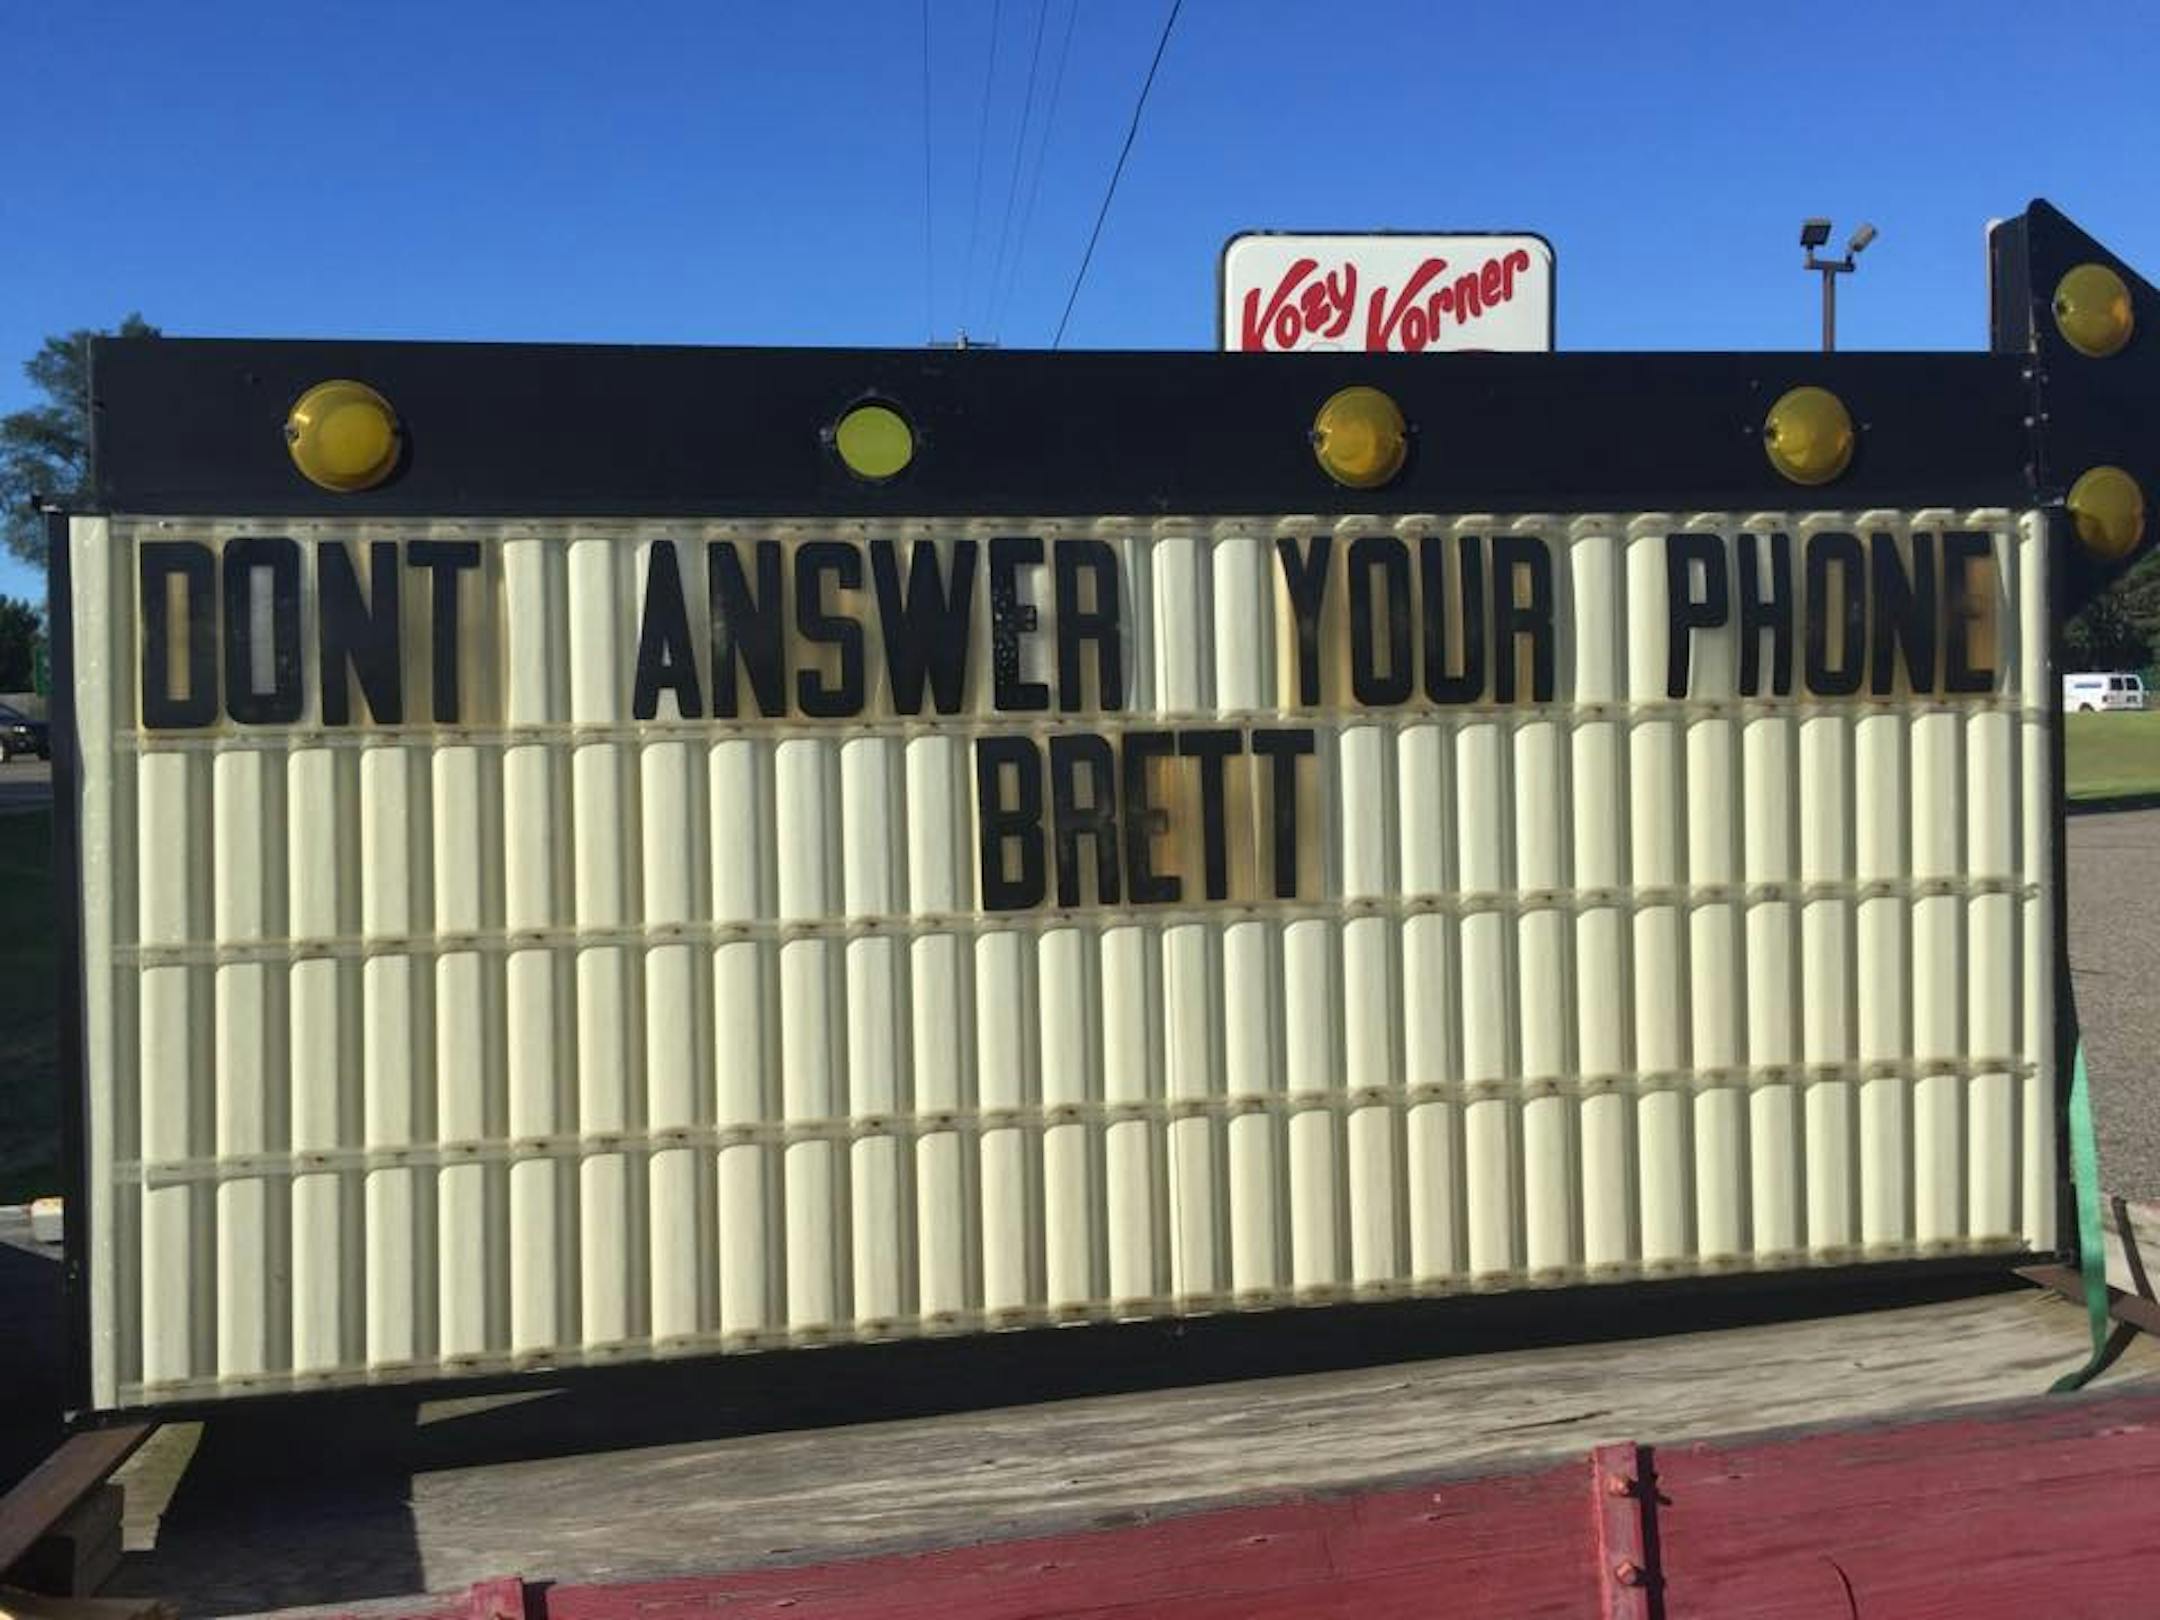 Kozy Korner
DONT ANSWER YOUR PHONE
BRETT